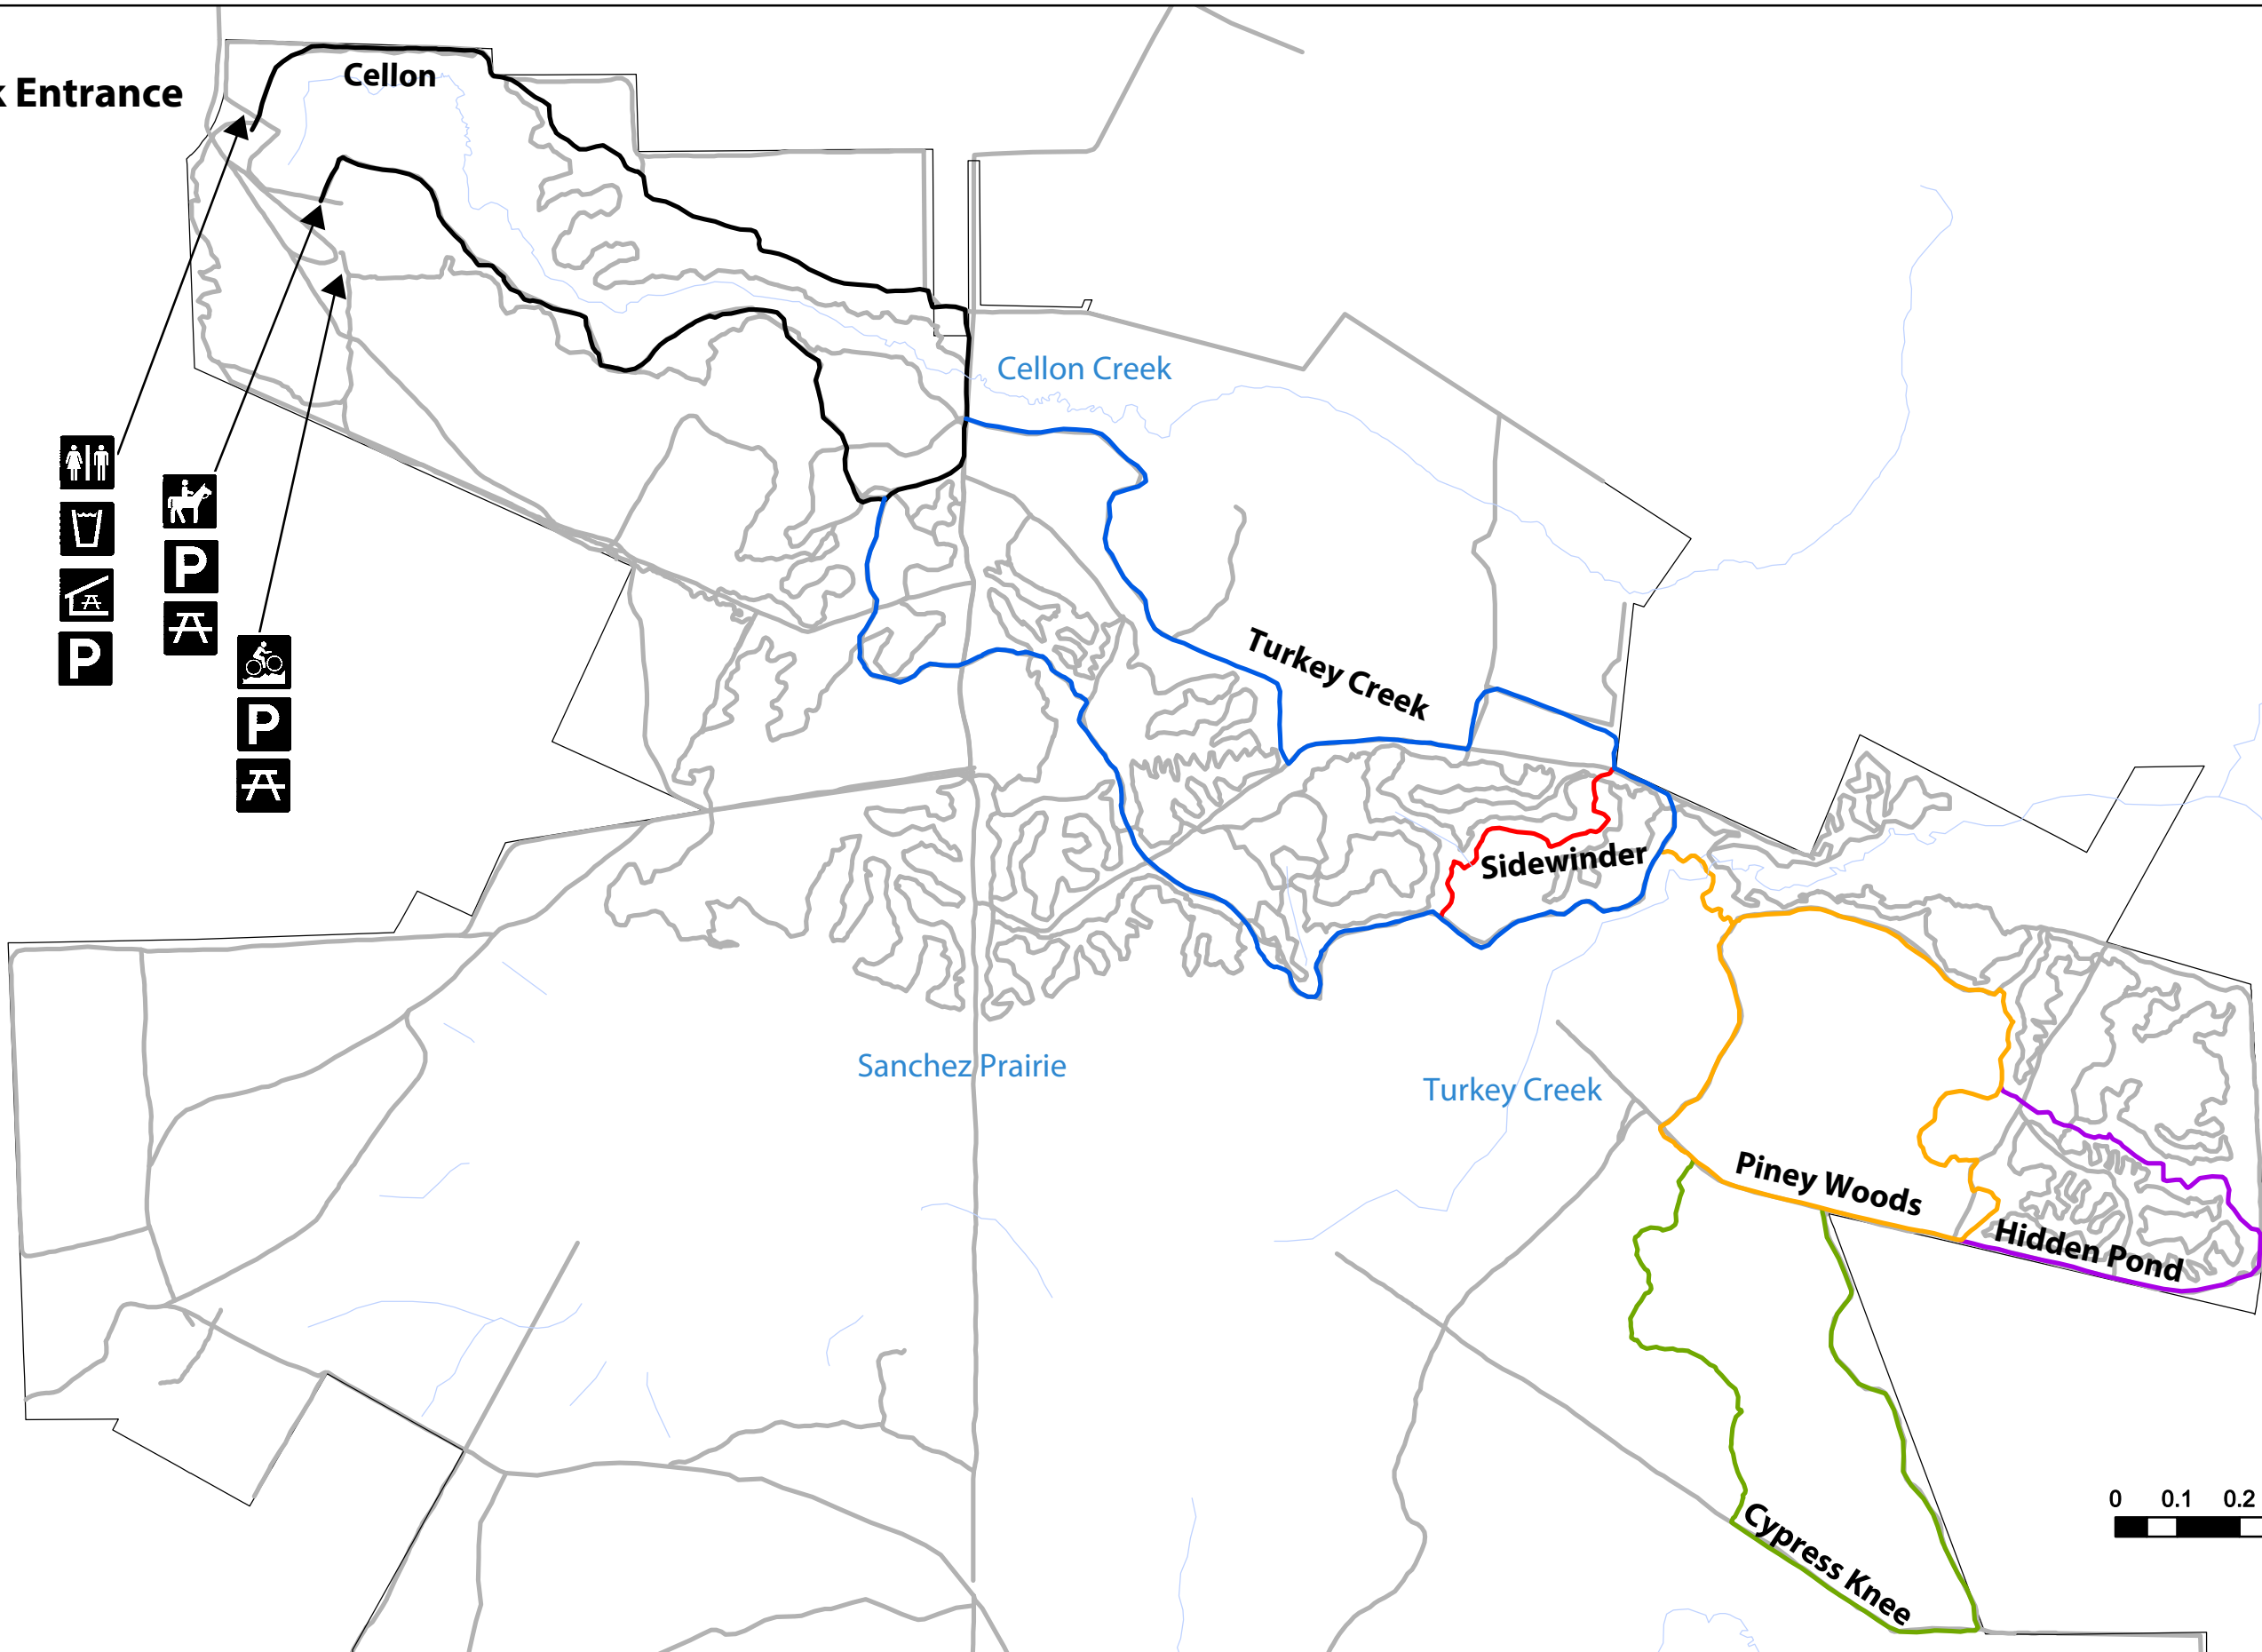 Cellon
Entrance
Cellon Creek
P
P
Turkey Creek
P
P
Sidewinder
Sanchez Prairie
Turkey Creek
Piney Woods
Hidden Pond
0 0.1 0.2
Cypress Knee